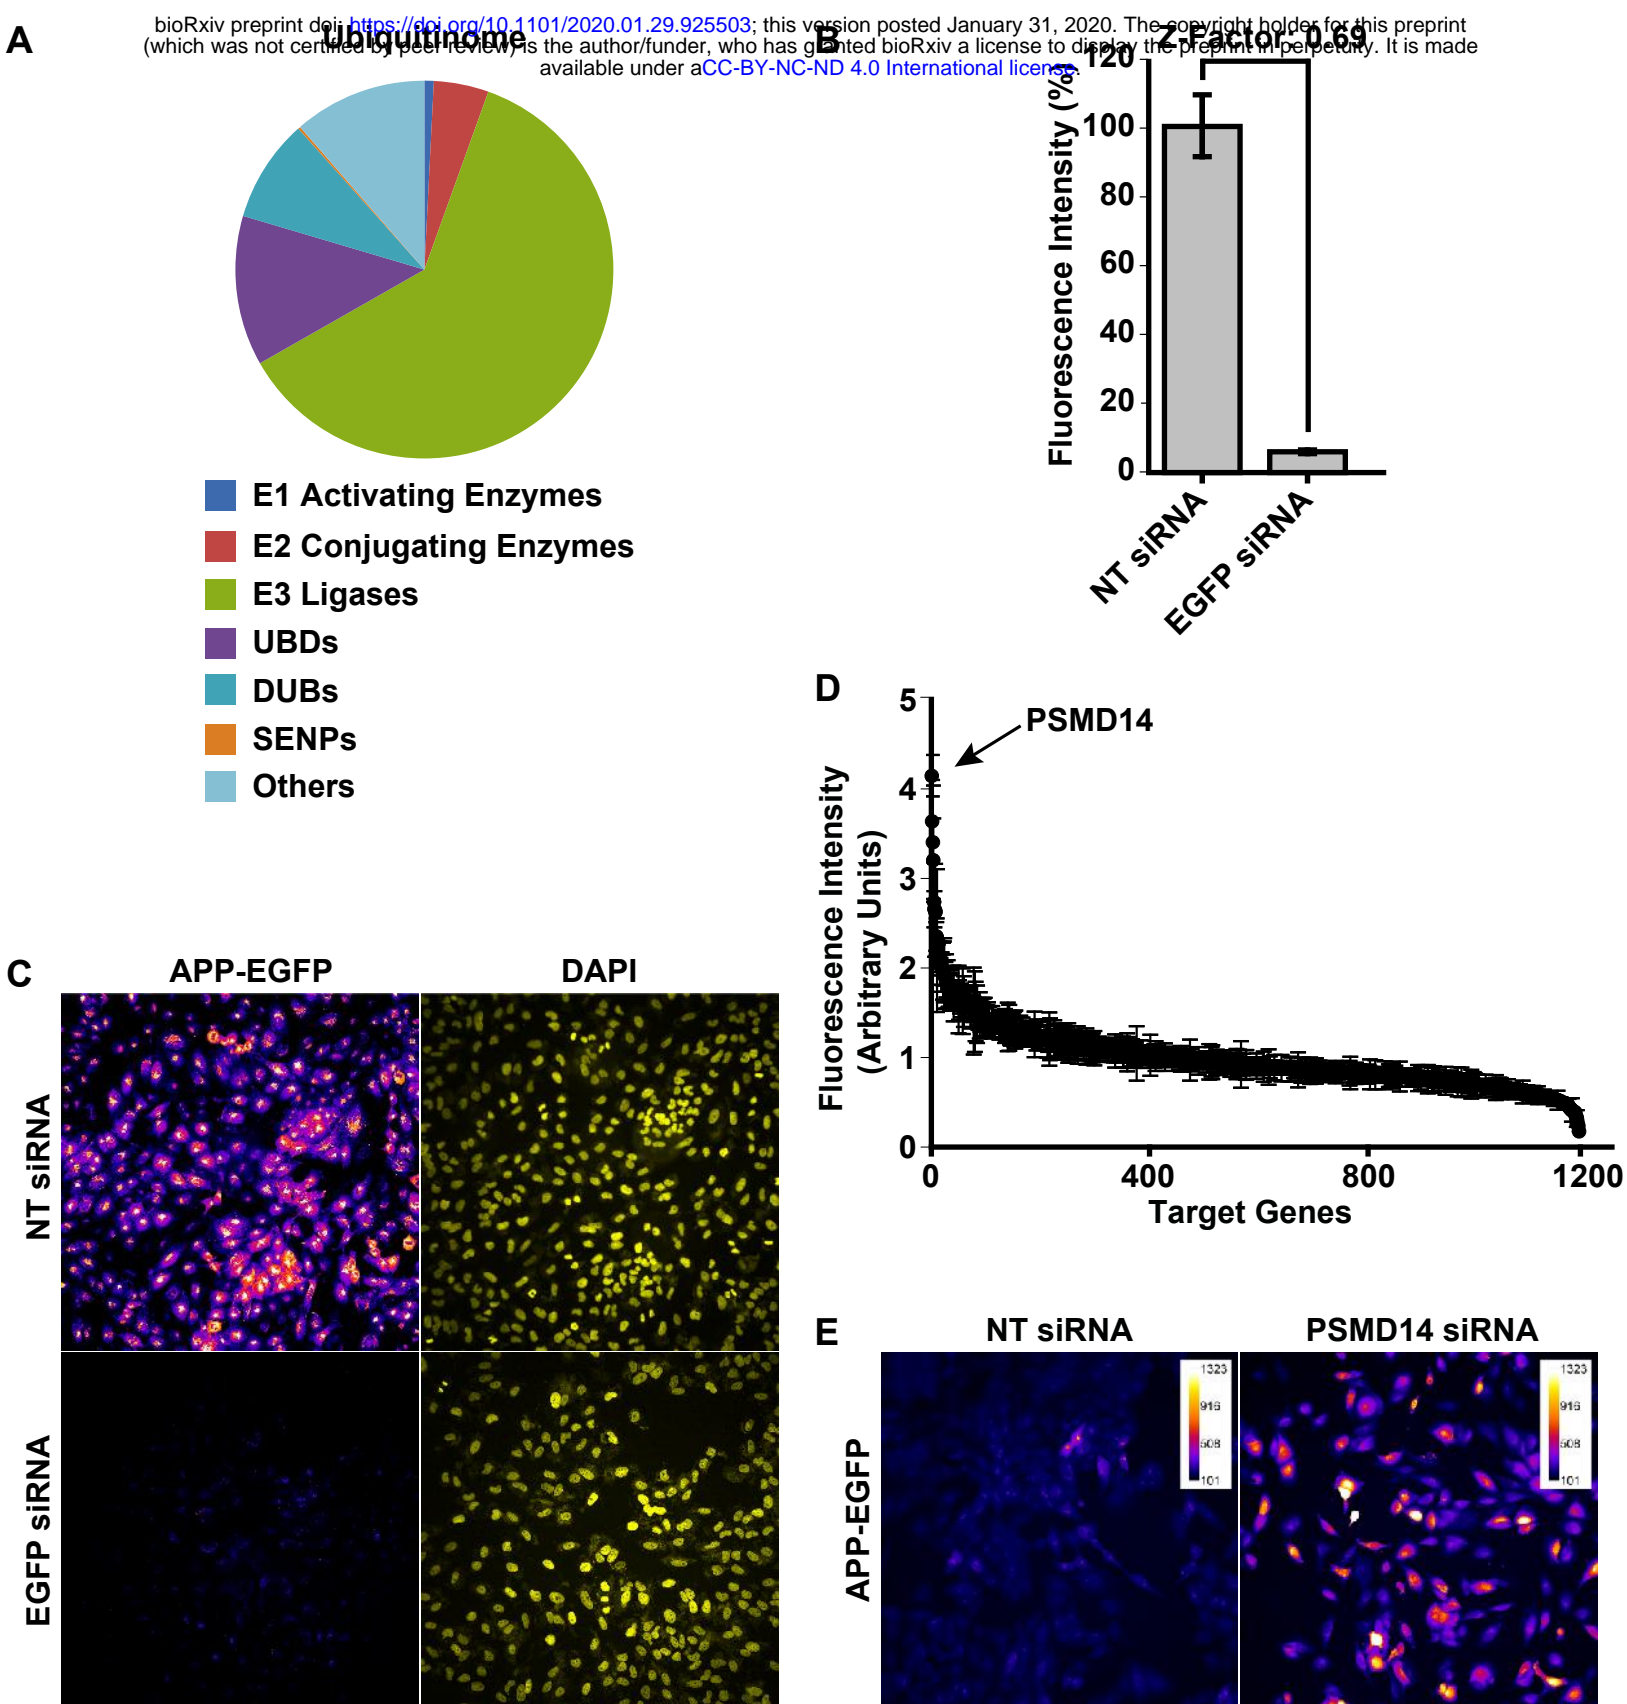 bioRxiv preprint doi: https://doi.org/10.1101/2020.01.29.925503; this version posted January 31, 2020. The copyright holder for this preprint
(which was not certified by peer review) is the author/funder, who has granted bioRxiv a license to display the preprint in perpetuity. It is made
available under aCC-BY-NC-ND 4.0 International license.
A
Ubiquitinome
E1 Activating Enzymes
E2 Conjugating Enzymes
E3 Ligases
UBDs
DUBs
SENPs
Others
B
Z-Factor: 0.69
Fluorescence Intensity (%)
120
100
80
60
40
20
0
NT siRNA
EGFP siRNA
C
APP-EGFP
DAPI
NT siRNA
EGFP siRNA
D
PSMD14
Fluorescence Intensity
(Arbitrary Units)
5
4
3
2
1
0
0
400
800
1200
Target Genes
E
NT siRNA
PSMD14 siRNA
APP-EGFP
1323
916
508
101
1323
916
508
101